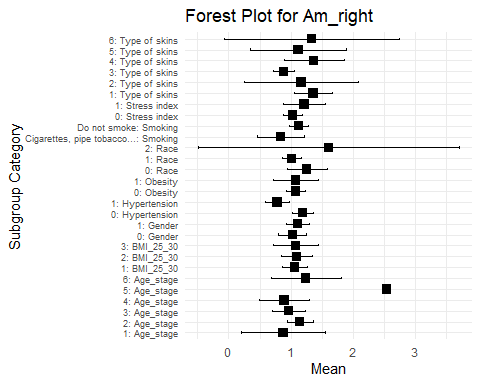 Forest Plot for Am_right
Subgroup Category
6: Type of skins
5: Type of skins
4: Type of skins
3: Type of skins
2: Type of skins
1: Type of skins
1: Stress index
0: Stress index
Do not smoke: Smoking
Cigarettes, pipe tobacco...: Smoking
2: Race
1: Race
0: Race
1: Obesity
0: Obesity
1: Hypertension
0: Hypertension
1: Gender
0: Gender
3: BMI_25_30
2: BMI_25_30
1: BMI_25_30
6: Age_stage
5: Age_stage
4: Age_stage
3: Age_stage
2: Age_stage
1: Age_stage
0 1 2 3
Mean